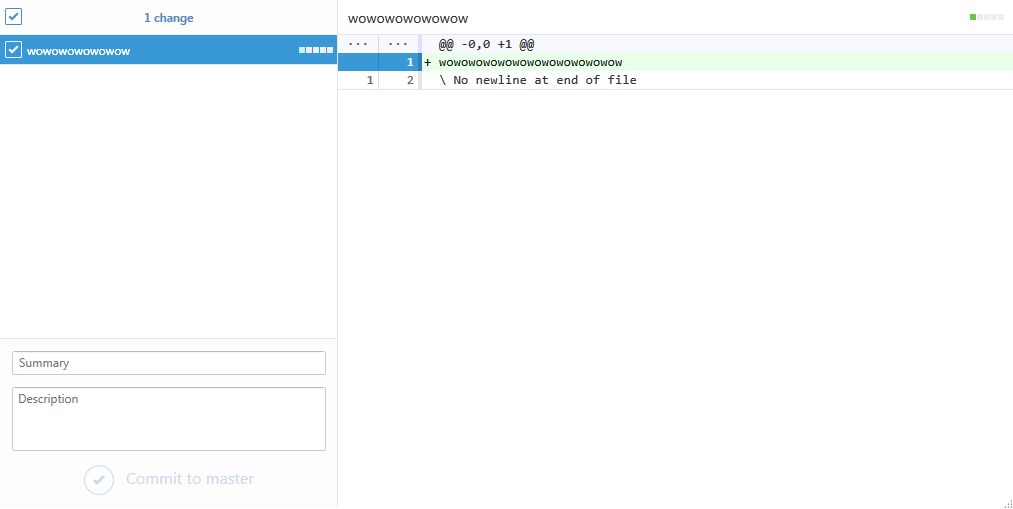 1 change
wowowowowowow
Summary
Description
Commit to master
wowowowowowow
... ... @@ -0,0 +1 @@
1 + wowowowowowowowowowowowow
1 2 \ No newline at end of file